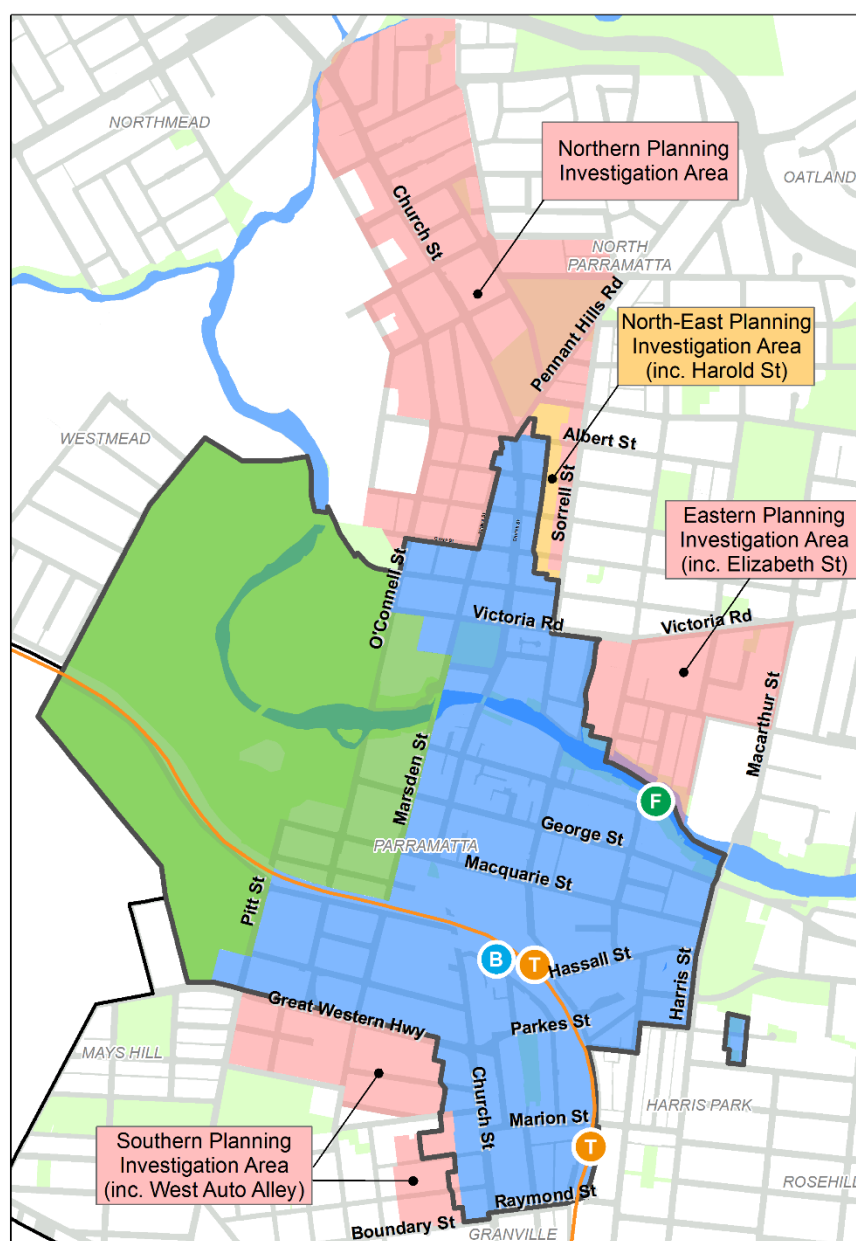 NORTHMEAD
Northern Planning
Investigation Area
OATLAND
Church St
NORTH
PARRAMATTA
Pennant Hills Rd
North-East Planning
Investigation Area
(inc. Harold St)
WESTMEAD
Albert St
Sorrell St
Eastern Planning
Investigation Area
(inc. Elizabeth St)
O'Connell St
Victoria Rd
Victoria Rd
Macarthur St
Marsden St
F
George St
PARRAMATTA
Macquarie St
Pitt St
B
T
Hassall St
Harris St
Great Western Hwy
Parkes St
MAYS HILL
Church St
HARRIS PARK
Marion St
Southern Planning
Investigation Area
(inc. West Auto Alley)
T
ROSEHILL
Raymond St
Boundary St
GRANVILLE